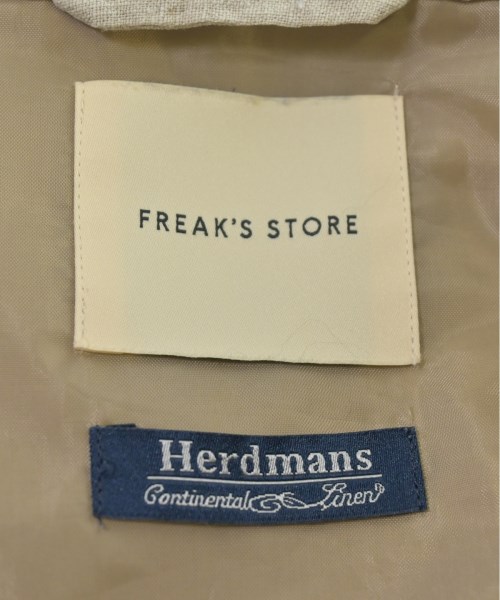 FREAK'S STORE
Herdmans
Continental Linen